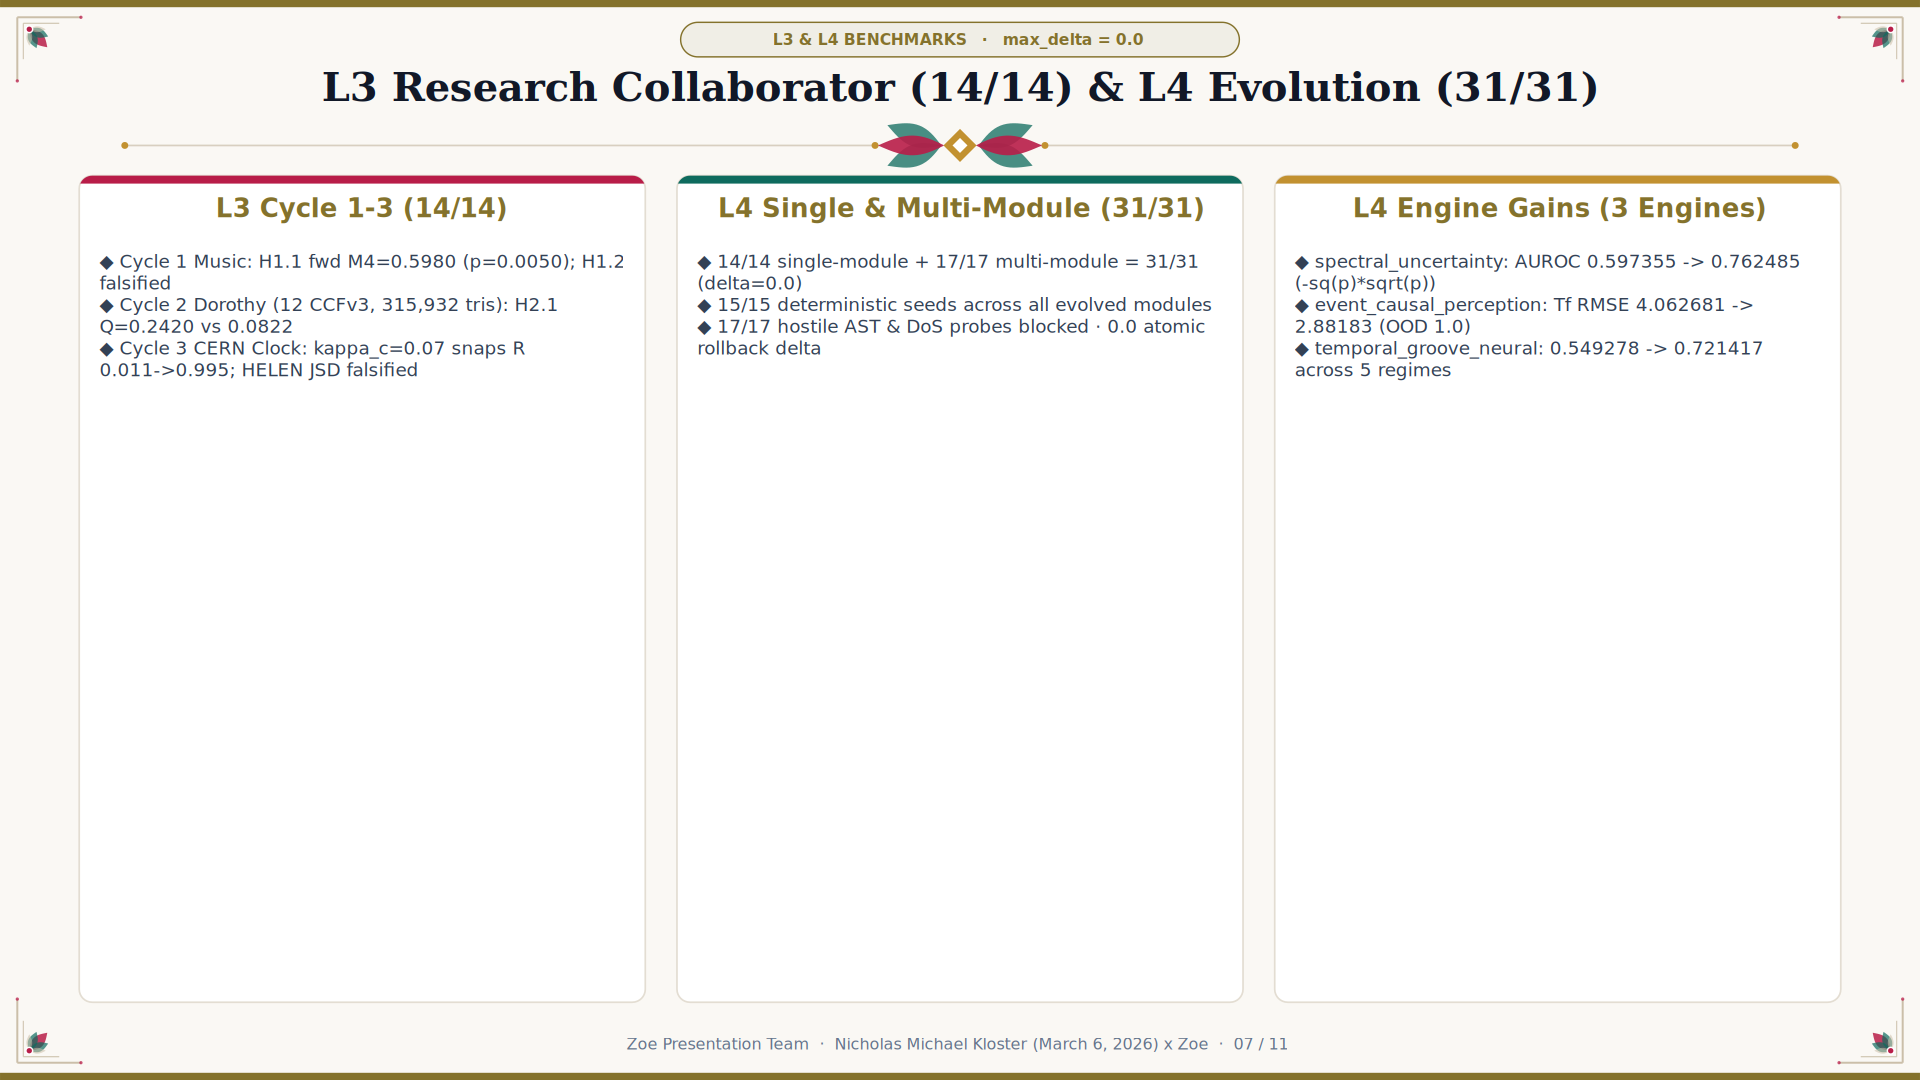 L3 & L4 BENCHMARKS · max_delta = 0.0
L3 Research Collaborator (14/14) & L4 Evolution (31/31)
L3 Cycle 1-3 (14/14)
◆ Cycle 1 Music: H1.1 fwd M4=0.5980 (p=0.0050); H1.2
falsified
◆ Cycle 2 Dorothy (12 CCFv3, 315,932 tris): H2.1
Q=0.2420 vs 0.0822
◆ Cycle 3 CERN Clock: kappa_c=0.07 snaps R
0.011->0.995; HELEN JSD falsified
L4 Single & Multi-Module (31/31)
◆ 14/14 single-module + 17/17 multi-module = 31/31
(delta=0.0)
◆ 15/15 deterministic seeds across all evolved modules
◆ 17/17 hostile AST & DoS probes blocked · 0.0 atomic
rollback delta
L4 Engine Gains (3 Engines)
◆ spectral_uncertainty: AUROC 0.597355 -> 0.762485
(-sq(p)*sqrt(p))
◆ event_causal_perception: Tf RMSE 4.062681 ->
2.88183 (OOD 1.0)
◆ temporal_groove_neural: 0.549278 -> 0.721417
across 5 regimes
Zoe Presentation Team · Nicholas Michael Kloster (March 6, 2026) x Zoe · 07 / 11